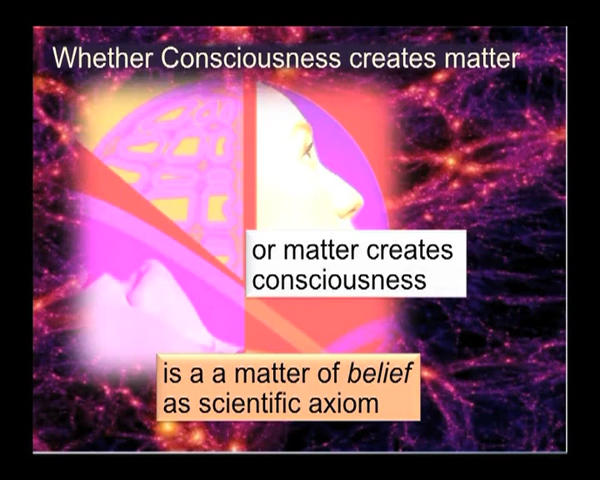 Whether Consciousness creates matter
or matter creates
consciousness
is a a matter of belief
as scientific axiom